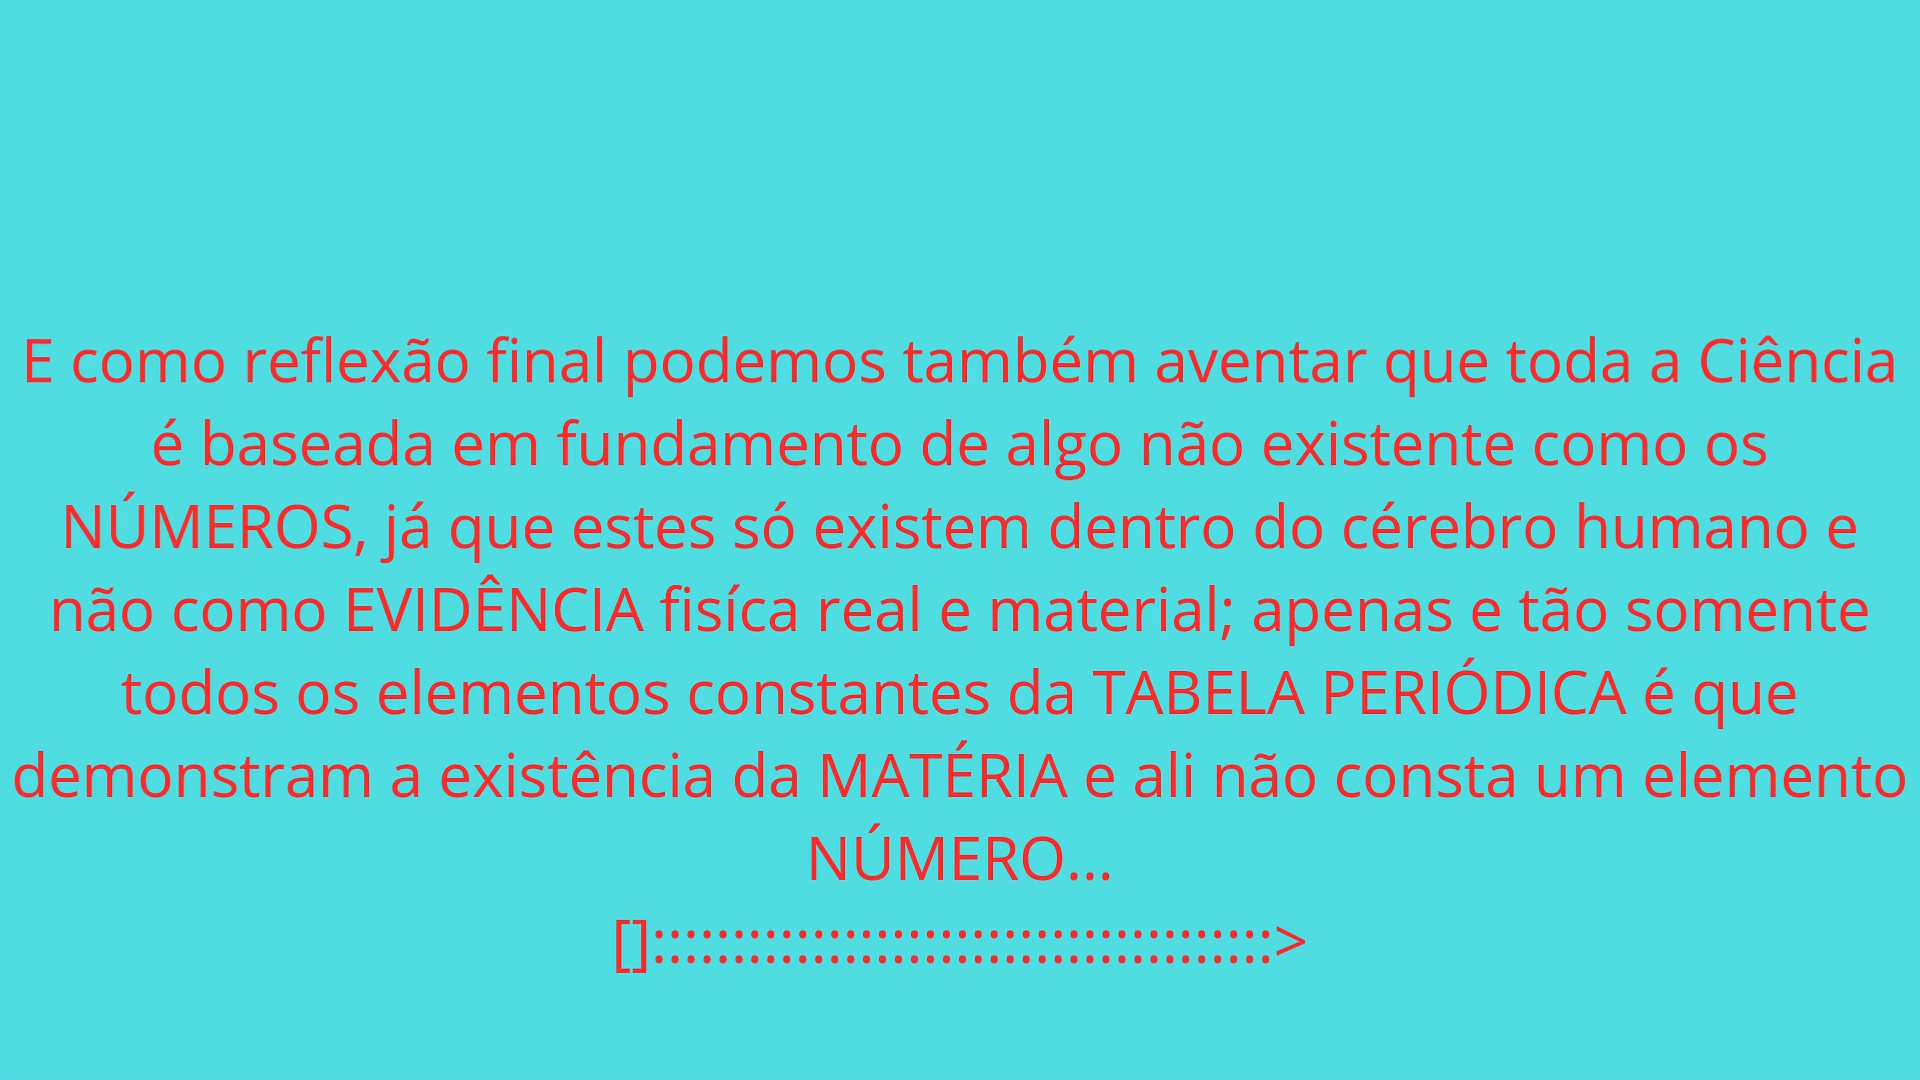 E como reflexão final podemos também aventar que toda a Ciência
é baseada em fundamento de algo não existente como os
NÚMEROS, já que estes só existem dentro do cérebro humano e
não como EVIDÊNCIA fisíca real e material; apenas e tão somente
todos os elementos constantes da TABELA PERIÓDICA é que
demonstram a existência da MATÉRIA e ali não consta um elemento
NÚMERO...
[]:::::::::::::::::::::::::::::::::::::::>